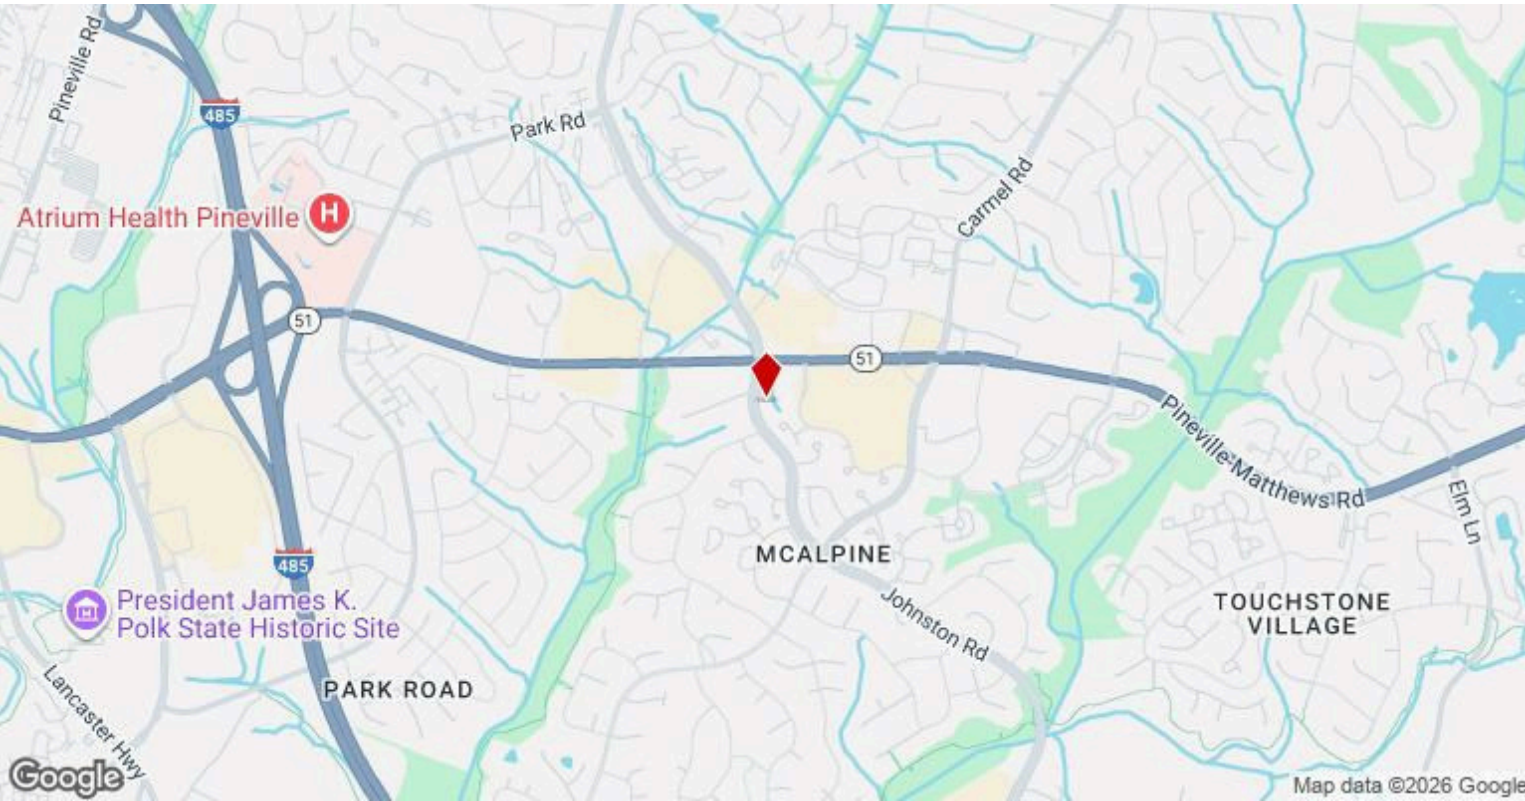 Pineville Rd
485
Park Rd
Carmel Rd
Atrium Health Pineville
H
51
51
Pineville-Matthews Rd
Elm Ln
MCALPINE
485
President James K.
Polk State Historic Site
Johnston Rd
TOUCHSTONE
VILLAGE
PARK ROAD
Lancaster Hwy
Google
Map data ©2026 Google